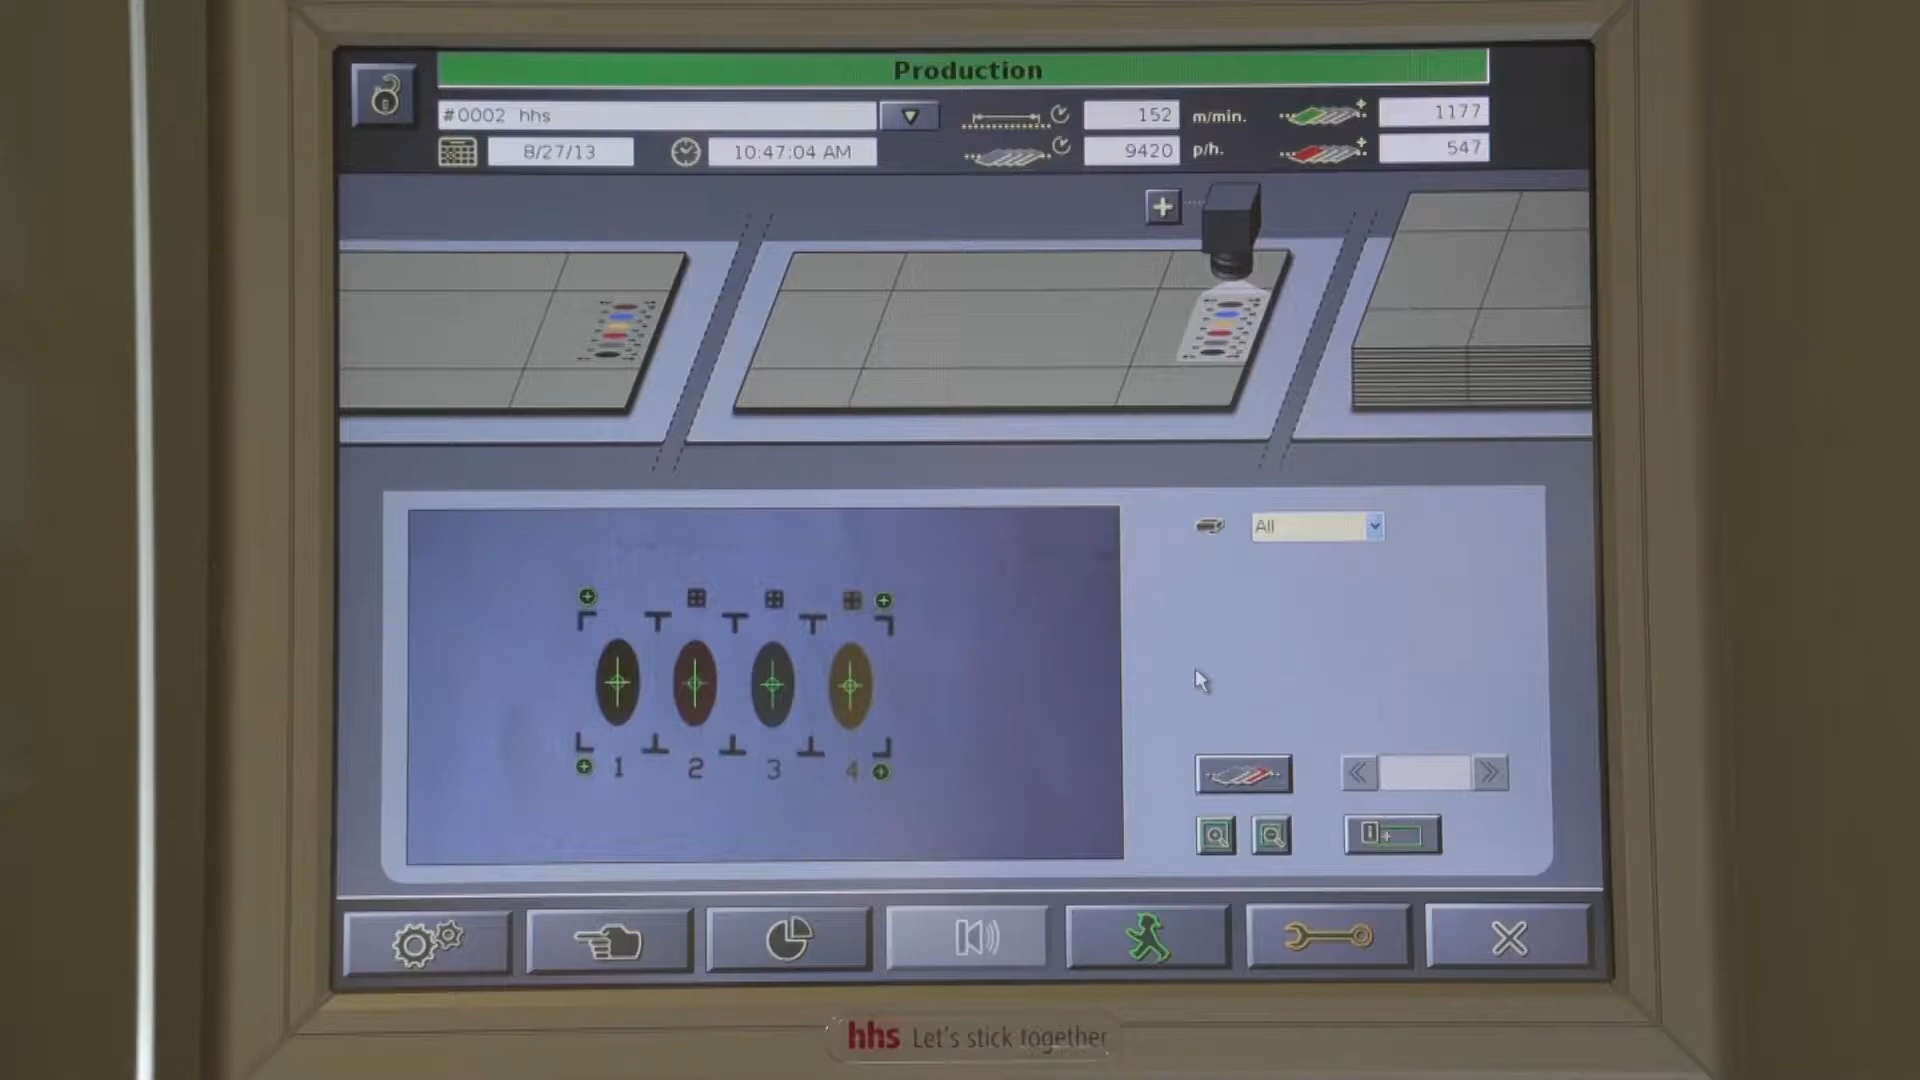 Production
#0002 hhs
152 m/min.
1177
8/27/13
10:47:04 AM
9420 p/h.
547
All
1 2 3 4
hhs Let's stick together